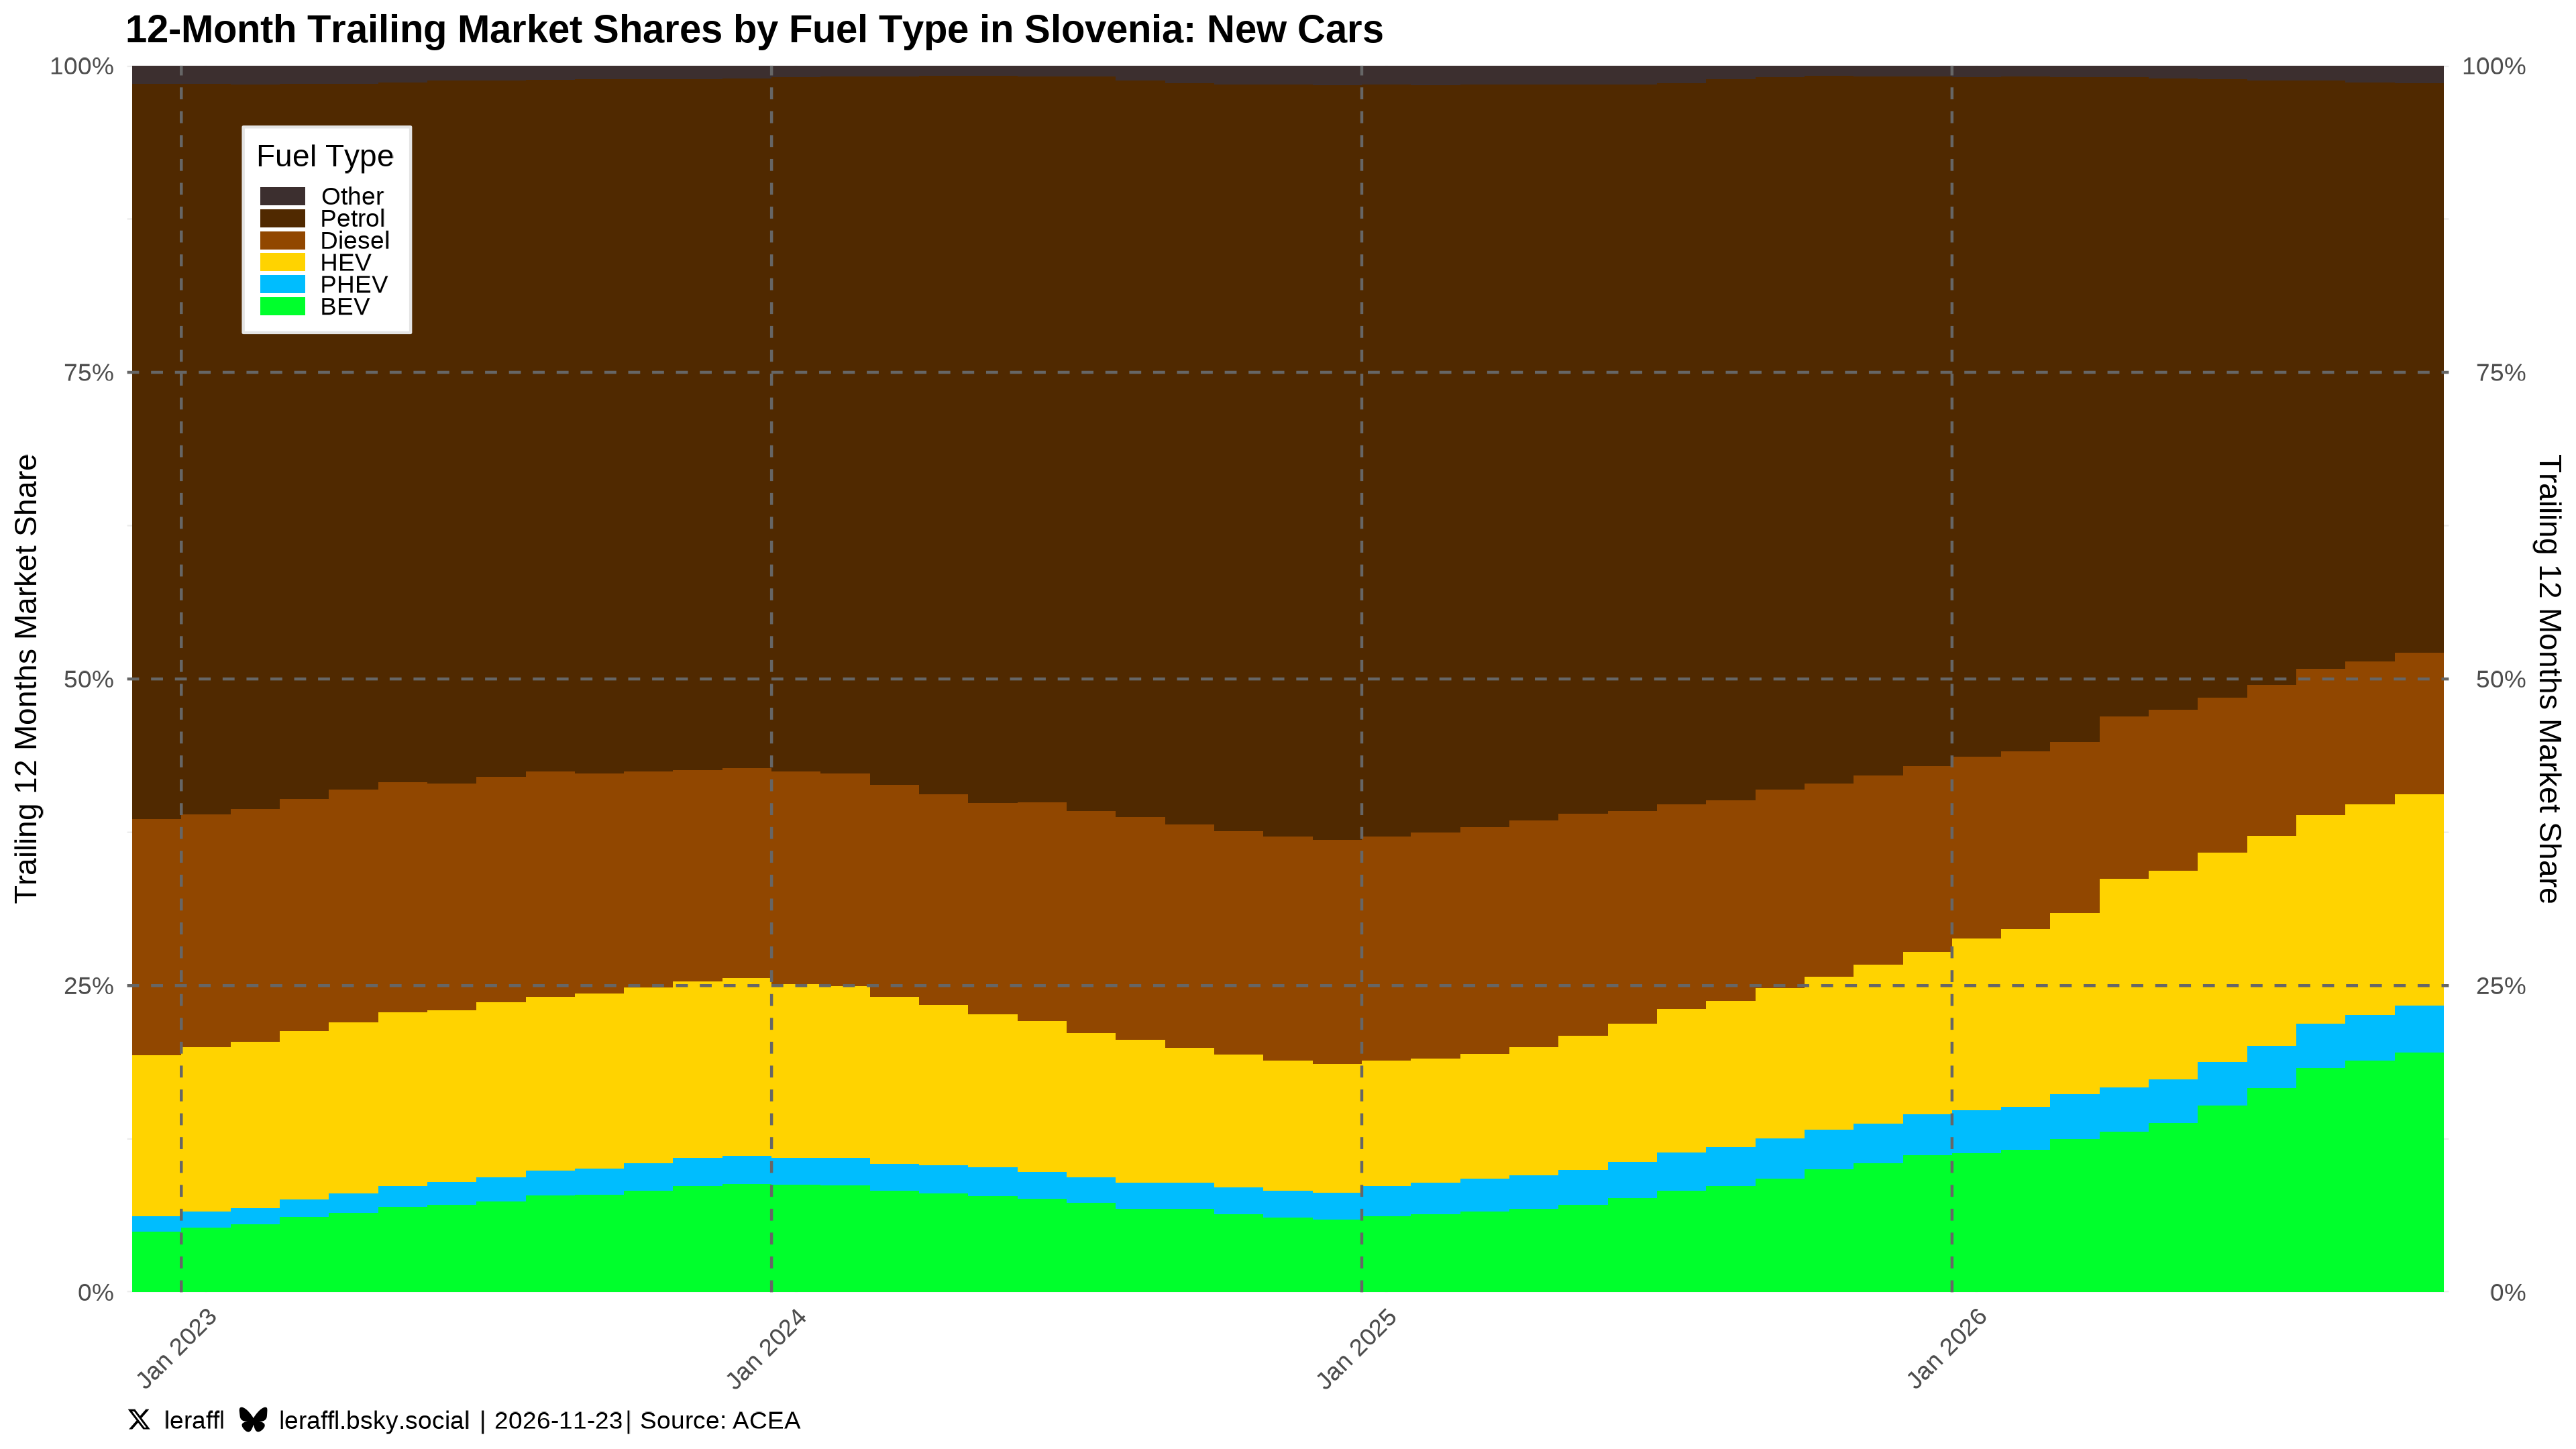 12-Month Trailing Market Shares by Fuel Type in Slovenia: New Cars
100%
100%
Fuel Type
Other
Petrol
Diesel
HEV
PHEV
BEV
75%
75%
Trailing 12 Months Market Share
Trailing 12 Months Market Share
50%
50%
25%
25%
0%
0%
Jan 2023
Jan 2024
Jan 2025
Jan 2026
leraffl leraffl.bsky.social | 2026-11-23| Source: ACEA